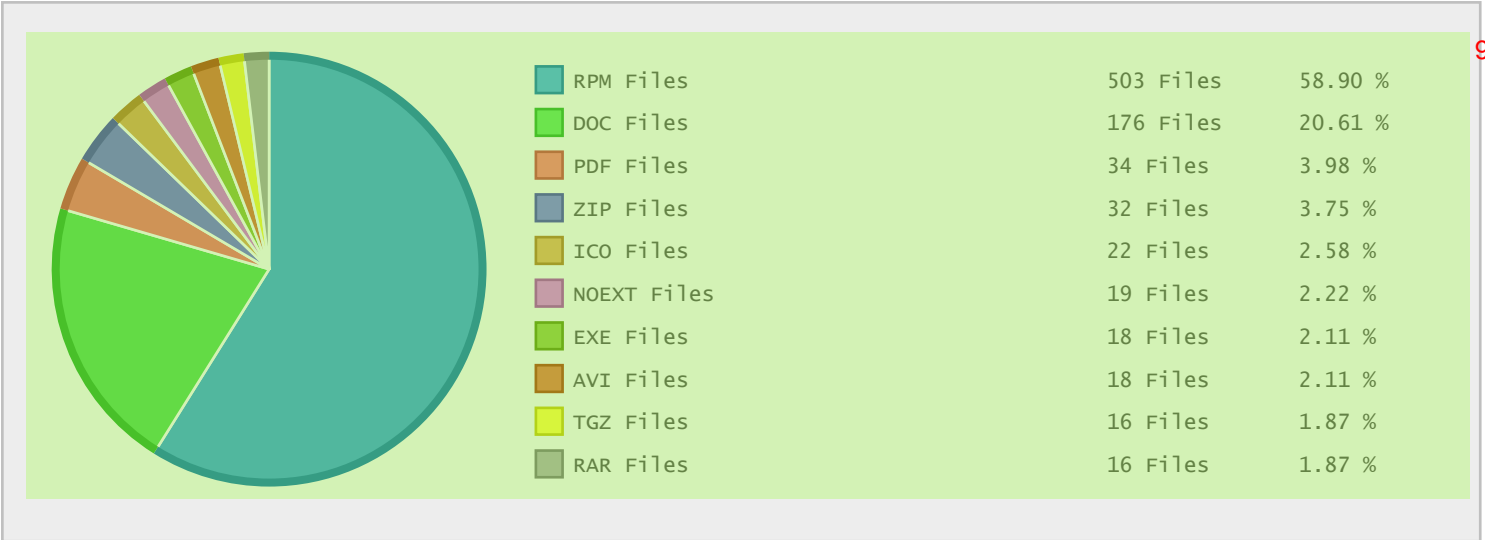 RPM Files 503 Files 58.90 %
DOC Files 176 Files 20.61 %
PDF Files 34 Files 3.98 %
ZIP Files 32 Files 3.75 %
ICO Files 22 Files 2.58 %
NOEXT Files 19 Files 2.22 %
EXE Files 18 Files 2.11 %
AVI Files 18 Files 2.11 %
TGZ Files 16 Files 1.87 %
RAR Files 16 Files 1.87 %